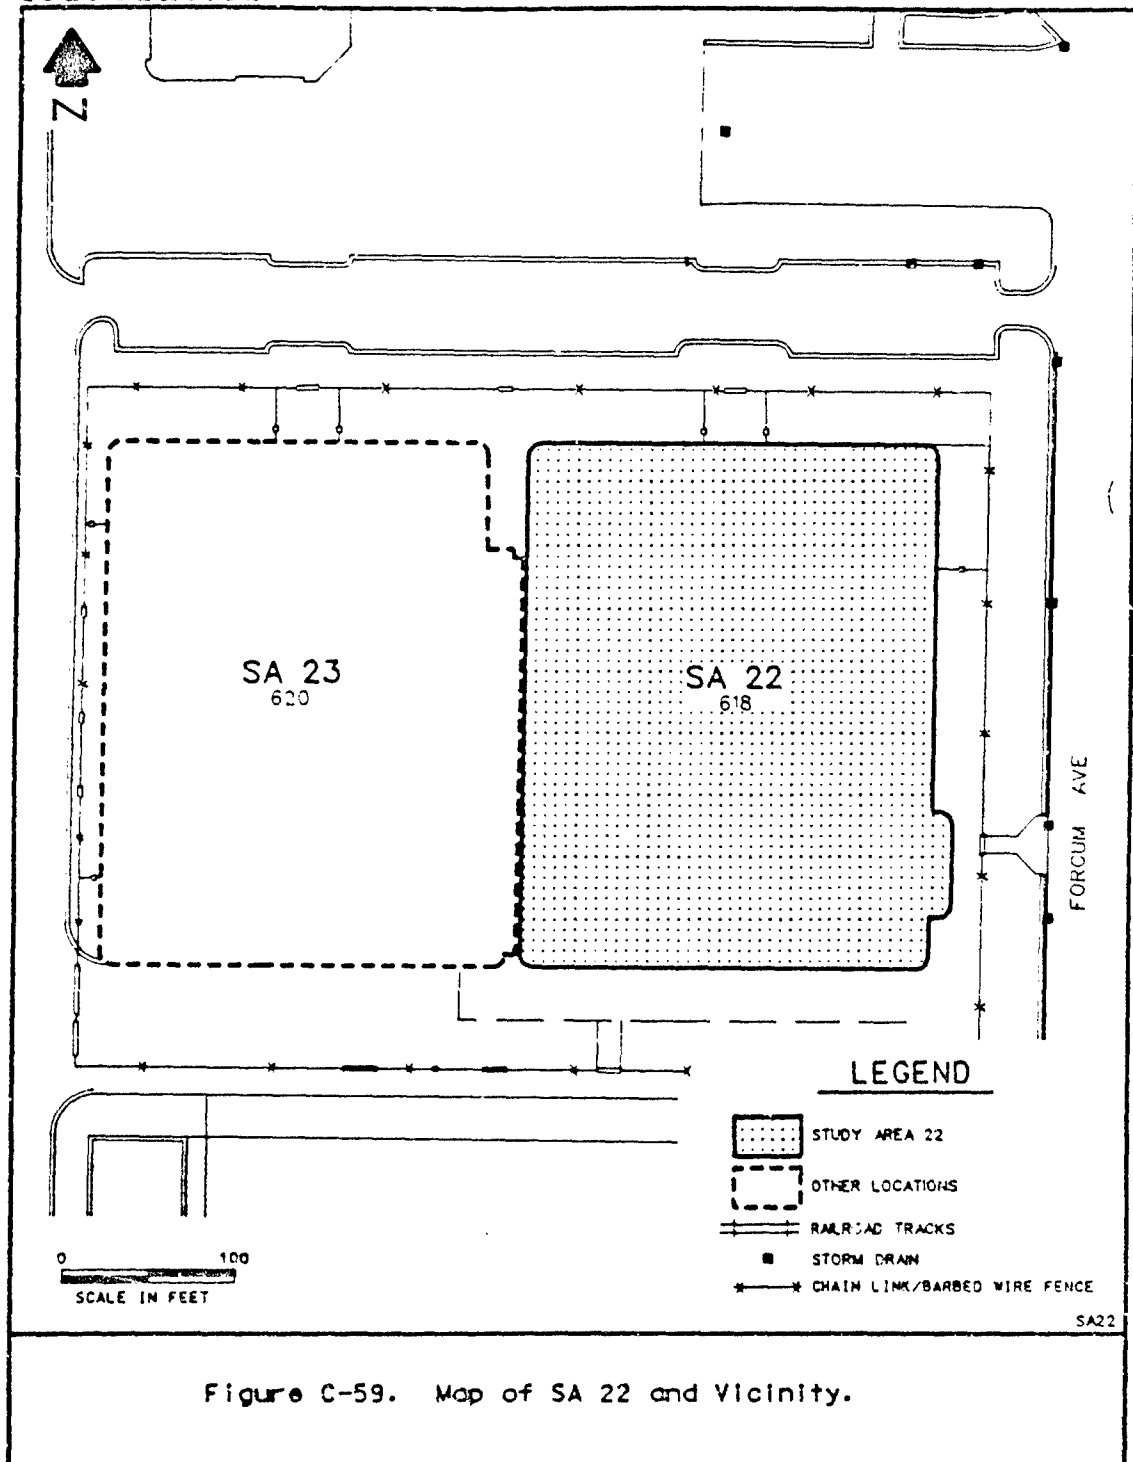 N
SA 23
620
SA 22
618
FORCUM AVE
LEGEND
STUDY AREA 22
OTHER LOCATIONS
RAILROAD TRACKS
STORM DRAIN
CHAIN LINK/BARBED WIRE FENCE
0 100
SCALE IN FEET
SA22
Figure C-59. Map of SA 22 and Vicinity.